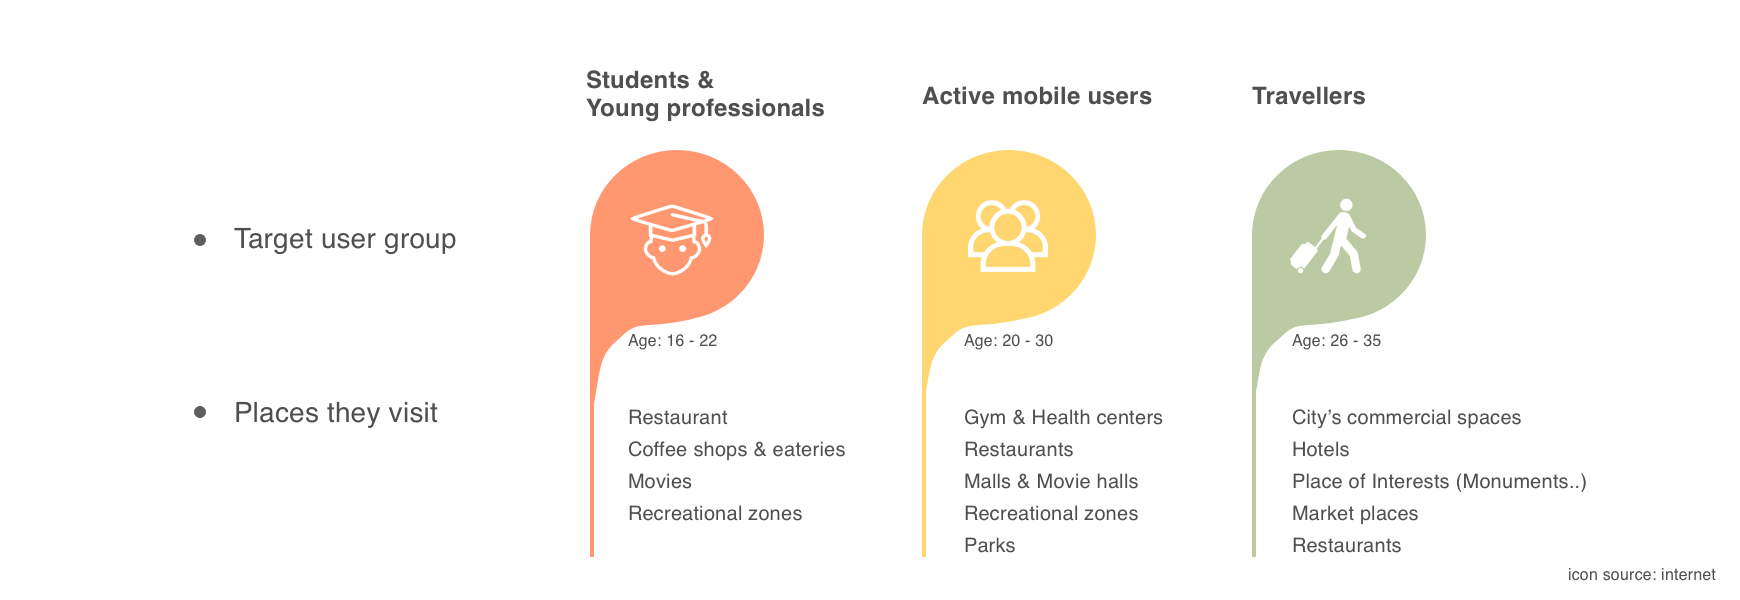 Students &
Young professionals
Active mobile users
Travellers
Target user group
Age: 16 - 22
Age: 20 - 30
Age: 26 - 35
Places they visit
Restaurant
Coffee shops & eateries
Movies
Recreational zones
Gym & Health centers
Restaurants
Malls & Movie halls
Recreational zones
Parks
City’s commercial spaces
Hotels
Place of Interests (Monuments..)
Market places
Restaurants
icon source: internet